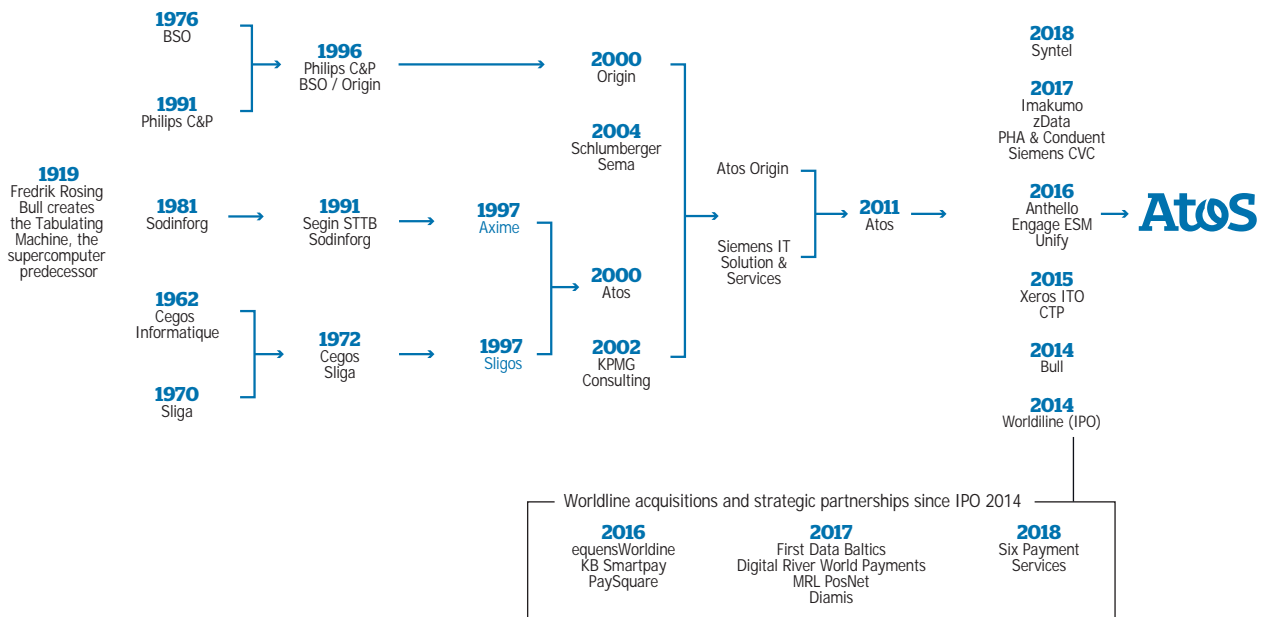 1976
BSO
1991
Philips C&P
1919
Fredrik Rosing
Bull creates
the Tabulating
Machine, the
supercomputer
predecessor
1981
Sodinforg
1962
Cegos
Informatique
1970
Sliga
1996
Philips C&P
BSO / Origin
1991
Segin STTB
Sodinforg
1972
Cegos
Sliga
1997
Axime
1997
Sligos
2000
Origin
2004
Schlumberger
Sema
2000
Atos
2002
KPMG
Consulting
Atos Origin
Siemens IT
Solution &
Services
2011
Atos
2018
Syntel
2017
Imakumo
zData
PHA & Conduent
Siemens CVC
2016
Anthello
Engage ESM
Unify
2015
Xeros ITO
CTP
2014
Bull
2014
Worldiline (IPO)
Atos
Worldline acquisitions and strategic partnerships since IPO 2014
2016
equensWorldine
KB Smartpay
PaySquare
2017
First Data Baltics
Digital River World Payments
MRL PosNet
Diamis
2018
Six Payment
Services